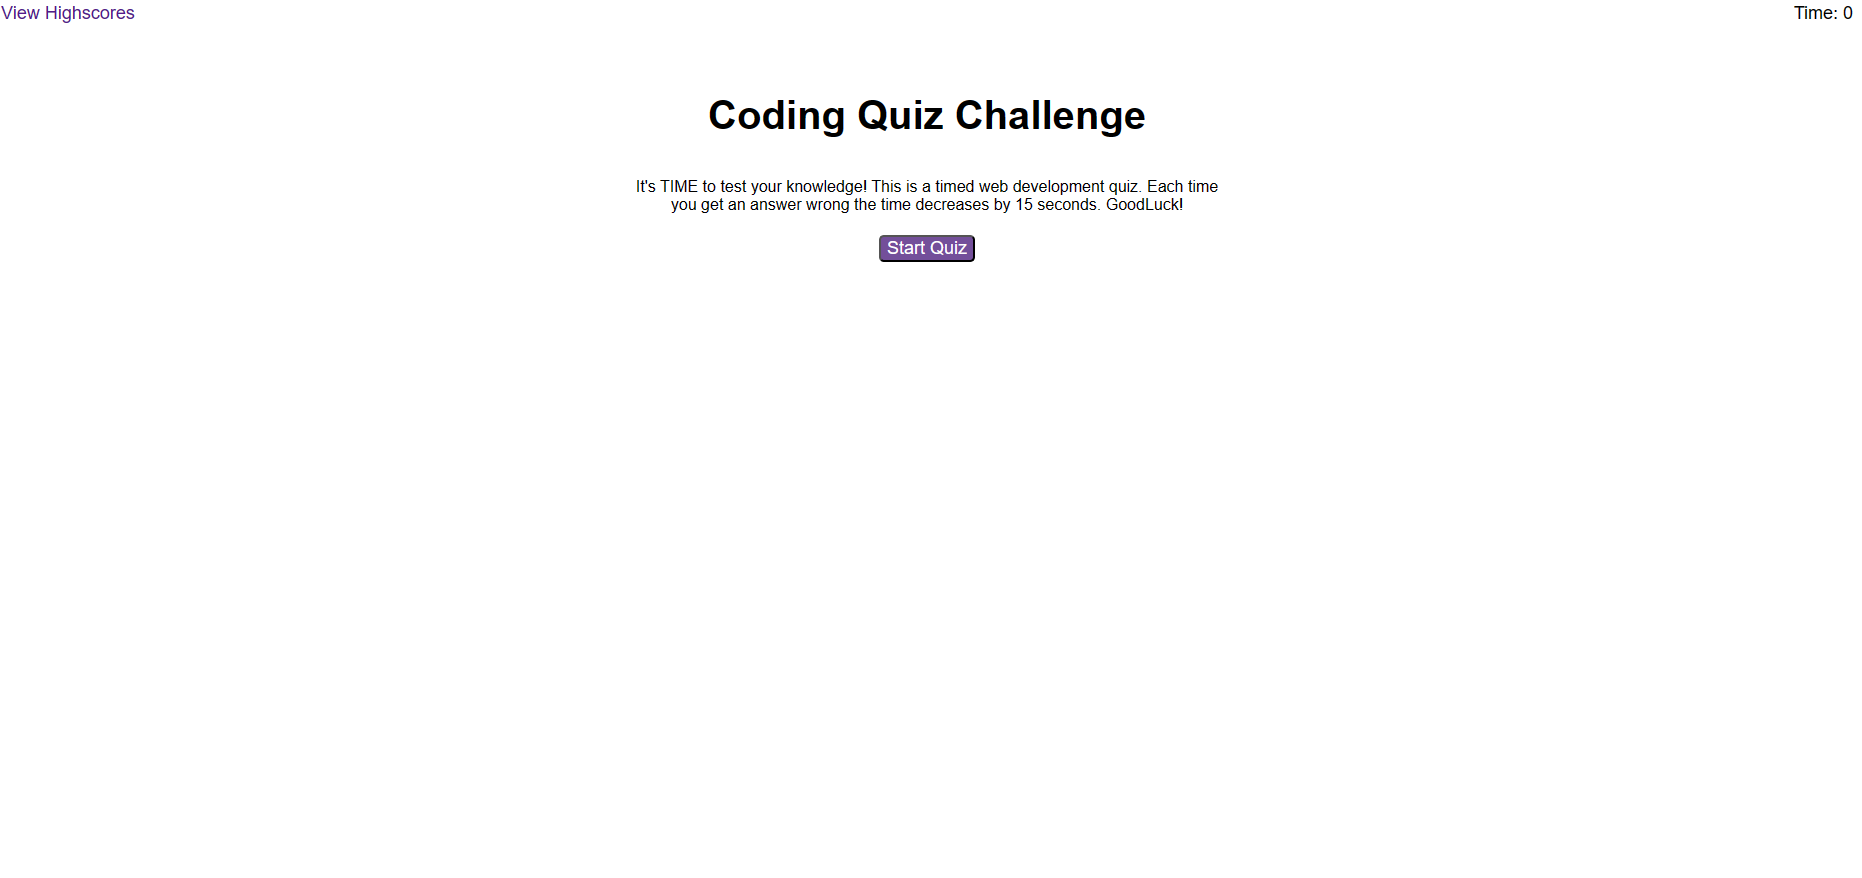 View Highscores
Time: 0
Coding Quiz Challenge
It's TIME to test your knowledge! This is a timed web development quiz. Each time
you get an answer wrong the time decreases by 15 seconds. GoodLuck!
Start Quiz